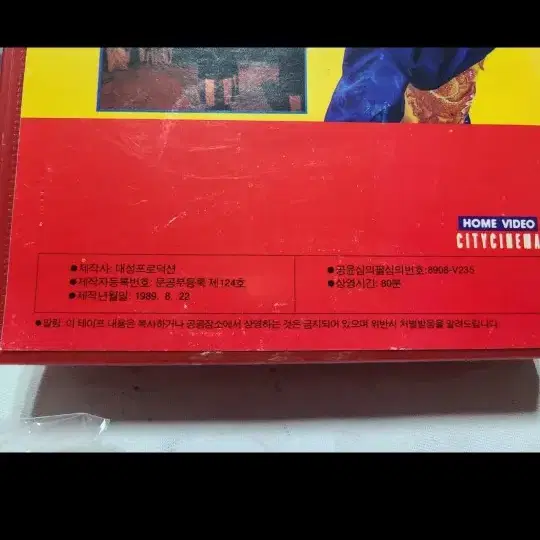 HOME VIDEO
CITYCINEMA
●제작사: 대성프로덕션
●제작자등록번호: 문공부등록 제124호
●제작년월일: 1989. 8. 22
●공윤심의필심의번호:8908-V235
●상영시간: 80분
●알림: 이 테이프 내용은 복사하거나 공공장소에서 상영하는 것은 금지되어 있으며 위반시 처벌받음을 알려드립니다.